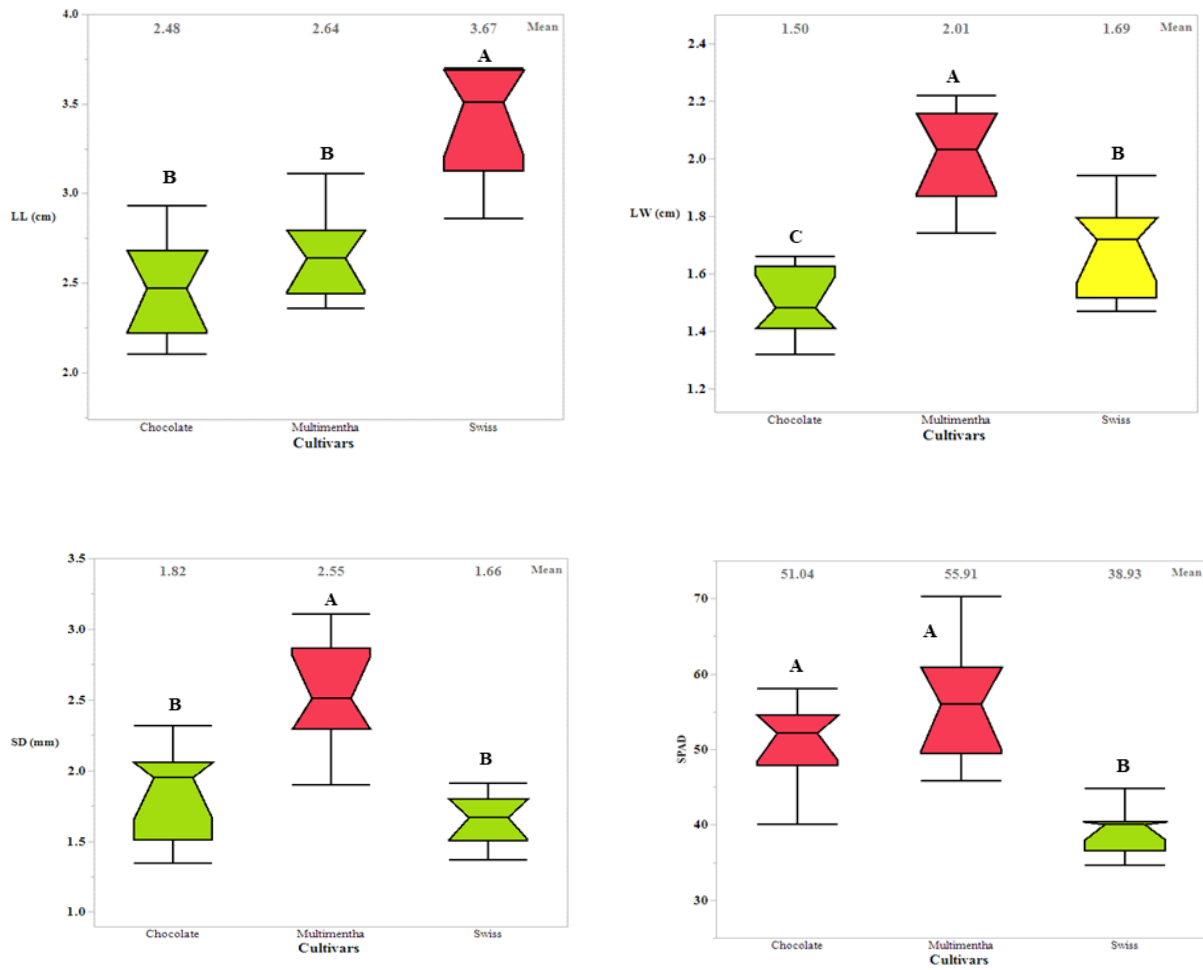 4.0
2.48 2.64 3.67 Mean
A
3.5
B
B
3.0
LL (cm)
2.5
2.0
Chocolate Multimentha Swiss
Cultivars
1.50 2.01 1.69 Mean
2.4
A
2.2
B
2.0
LW (cm)
1.8
C
1.6
1.4
1.2
Chocolate Multimentha Swiss
Cultivars
3.5
1.82 2.55 1.66 Mean
A
3.0
B
2.5
B
SD (mm)
2.0
1.5
1.0
Chocolate Multimentha Swiss
Cultivars
51.04 55.91 38.93 Mean
70
A
A
60
B
SPAD
50
40
30
Chocolate Multimentha Swiss
Cultivars